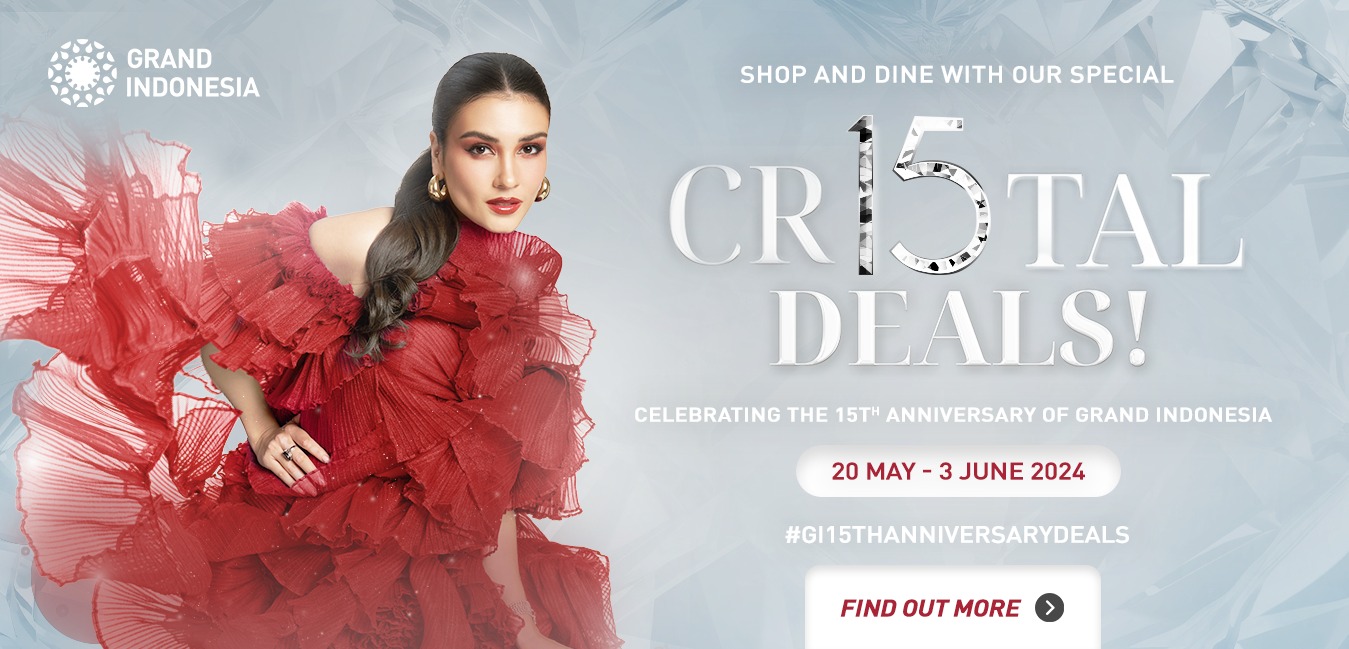 GRAND
INDONESIA
SHOP AND DINE WITH OUR SPECIAL
CR15TAL
DEALS!
CELEBRATING THE 15TH ANNIVERSARY OF GRAND INDONESIA
20 MAY - 3 JUNE 2024
#GI15THANNIVERSARYDEALS
FIND OUT MORE